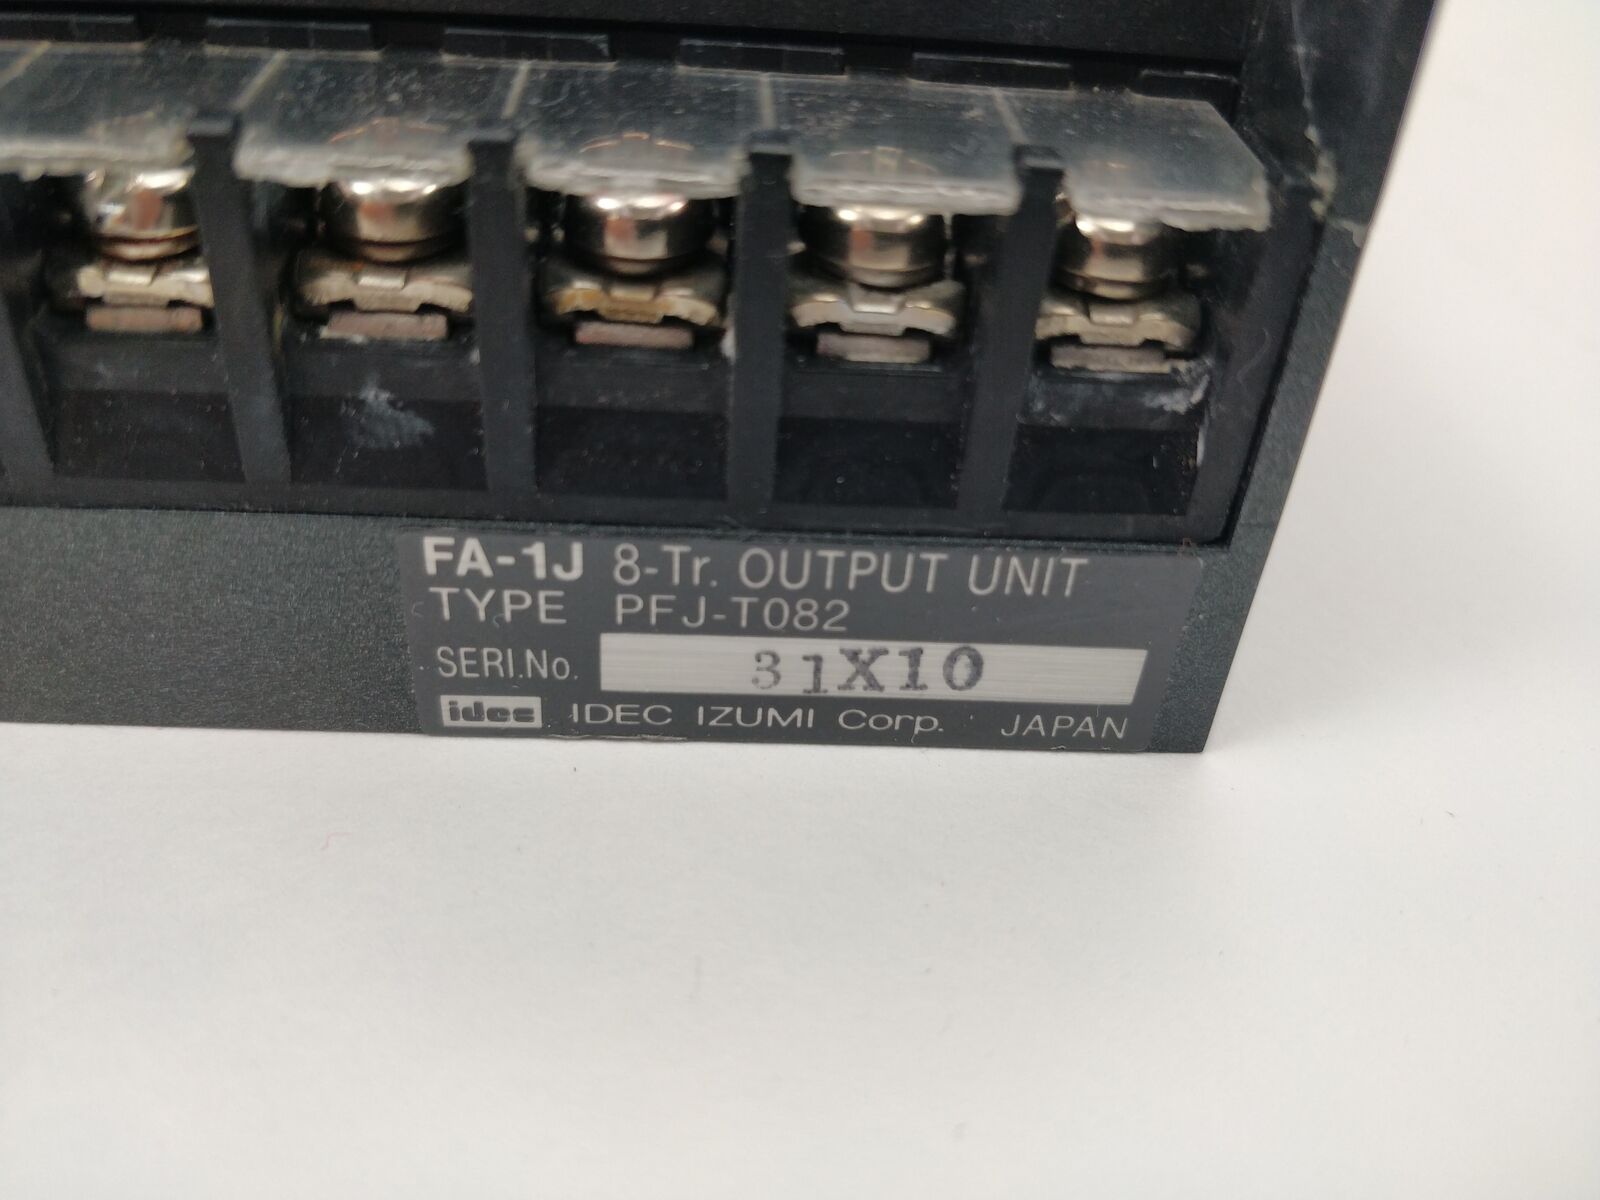 FA-1J 8-Tr. OUTPUT UNIT
TYPE PFJ-T082
SERI.No. 31X10
idec IDEC IZUMI Corp. JAPAN